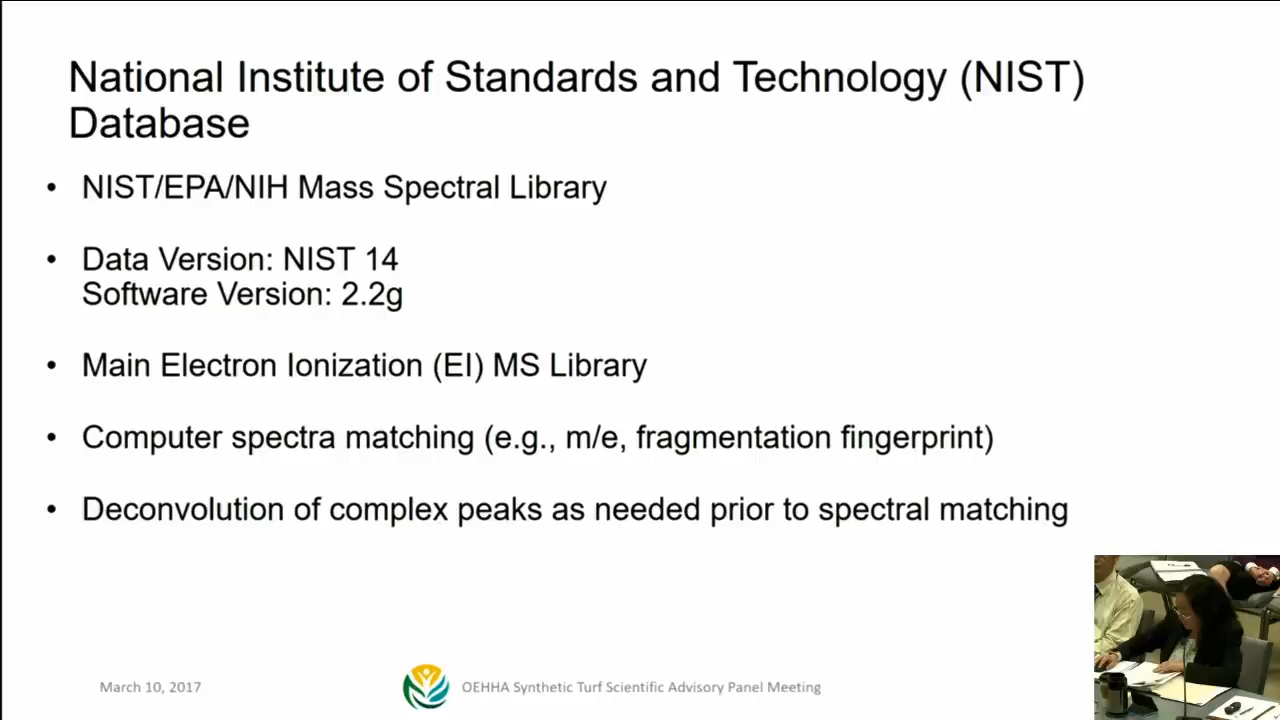 National Institute of Standards and Technology (NIST)
Database
• NIST/EPA/NIH Mass Spectral Library
• Data Version: NIST 14
Software Version: 2.2g
• Main Electron Ionization (EI) MS Library
• Computer spectra matching (e.g., m/e, fragmentation fingerprint)
• Deconvolution of complex peaks as needed prior to spectral matching
March 10, 2017
OEHHA Synthetic Turf Scientific Advisory Panel Meeting